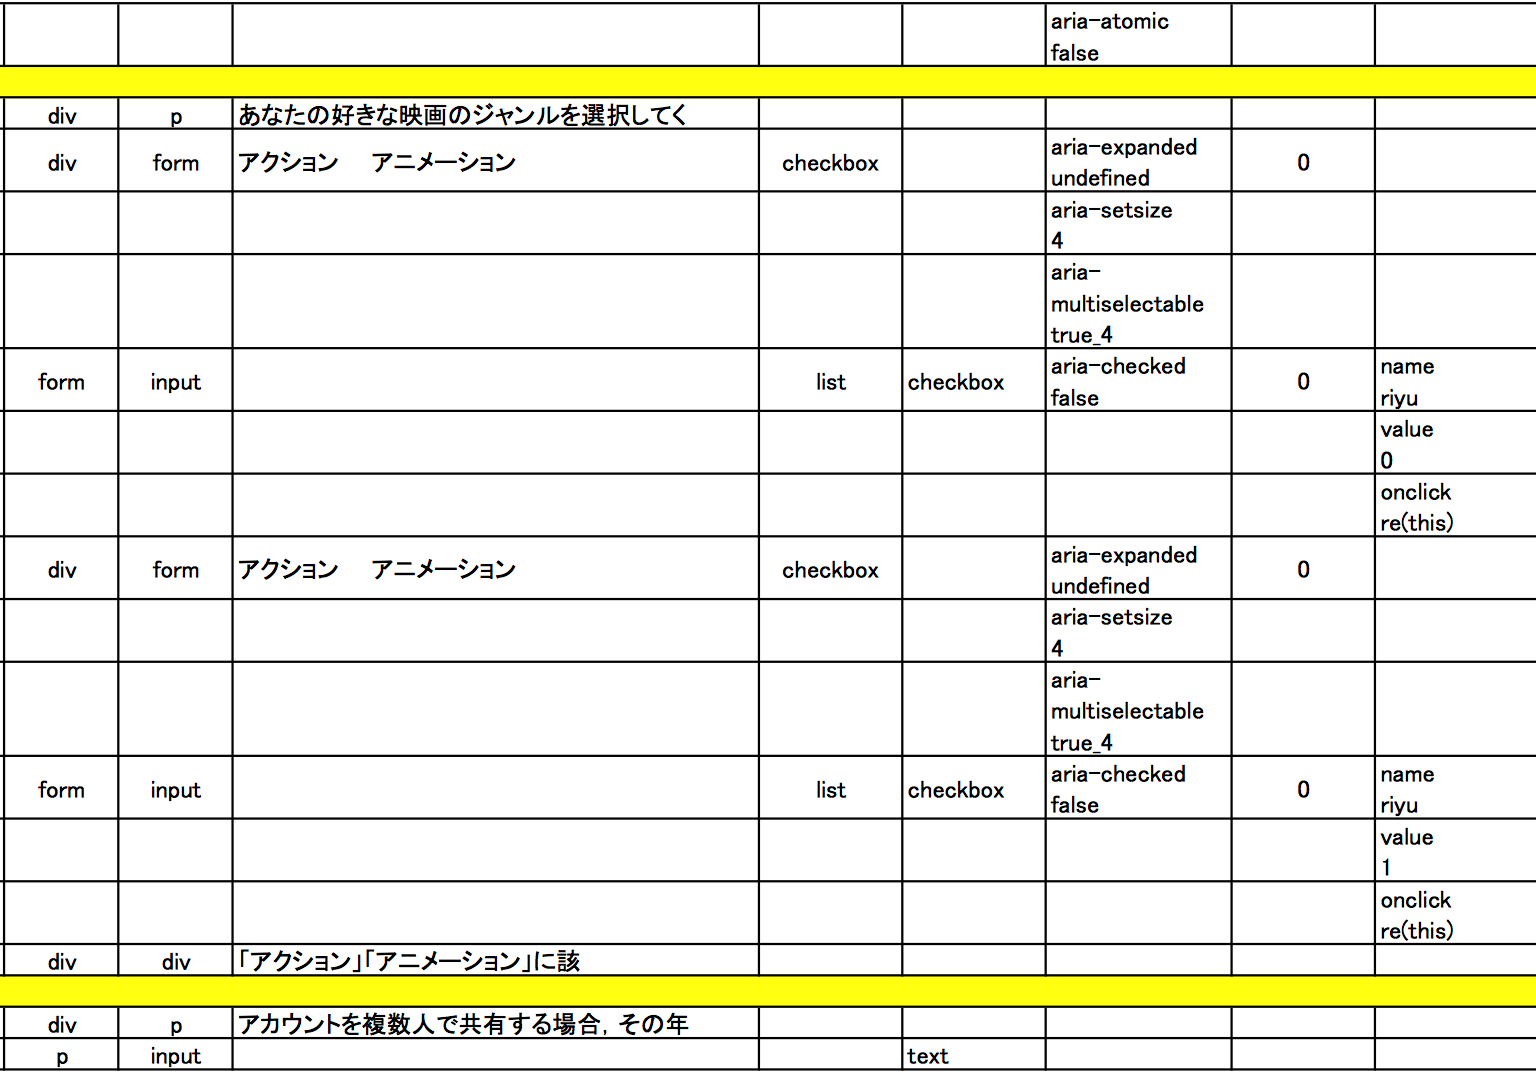 aria-atomic
false
div p あなたの好きな映画のジャンルを選択してく
div form アクション アニメーション checkbox aria-expanded 0
undefined
aria-setsize
4
aria-
multiselectable
true_4
form input list checkbox aria-checked 0 name
false riyu
value
0
onclick
re(this)
div form アクション アニメーション checkbox aria-expanded 0
undefined
aria-setsize
4
aria-
multiselectable
true_4
form input list checkbox aria-checked 0 name
false riyu
value
1
onclick
re(this)
div div 「アクション」「アニメーション」に該
div p アカウントを複数人で共有する場合，その年
p input text